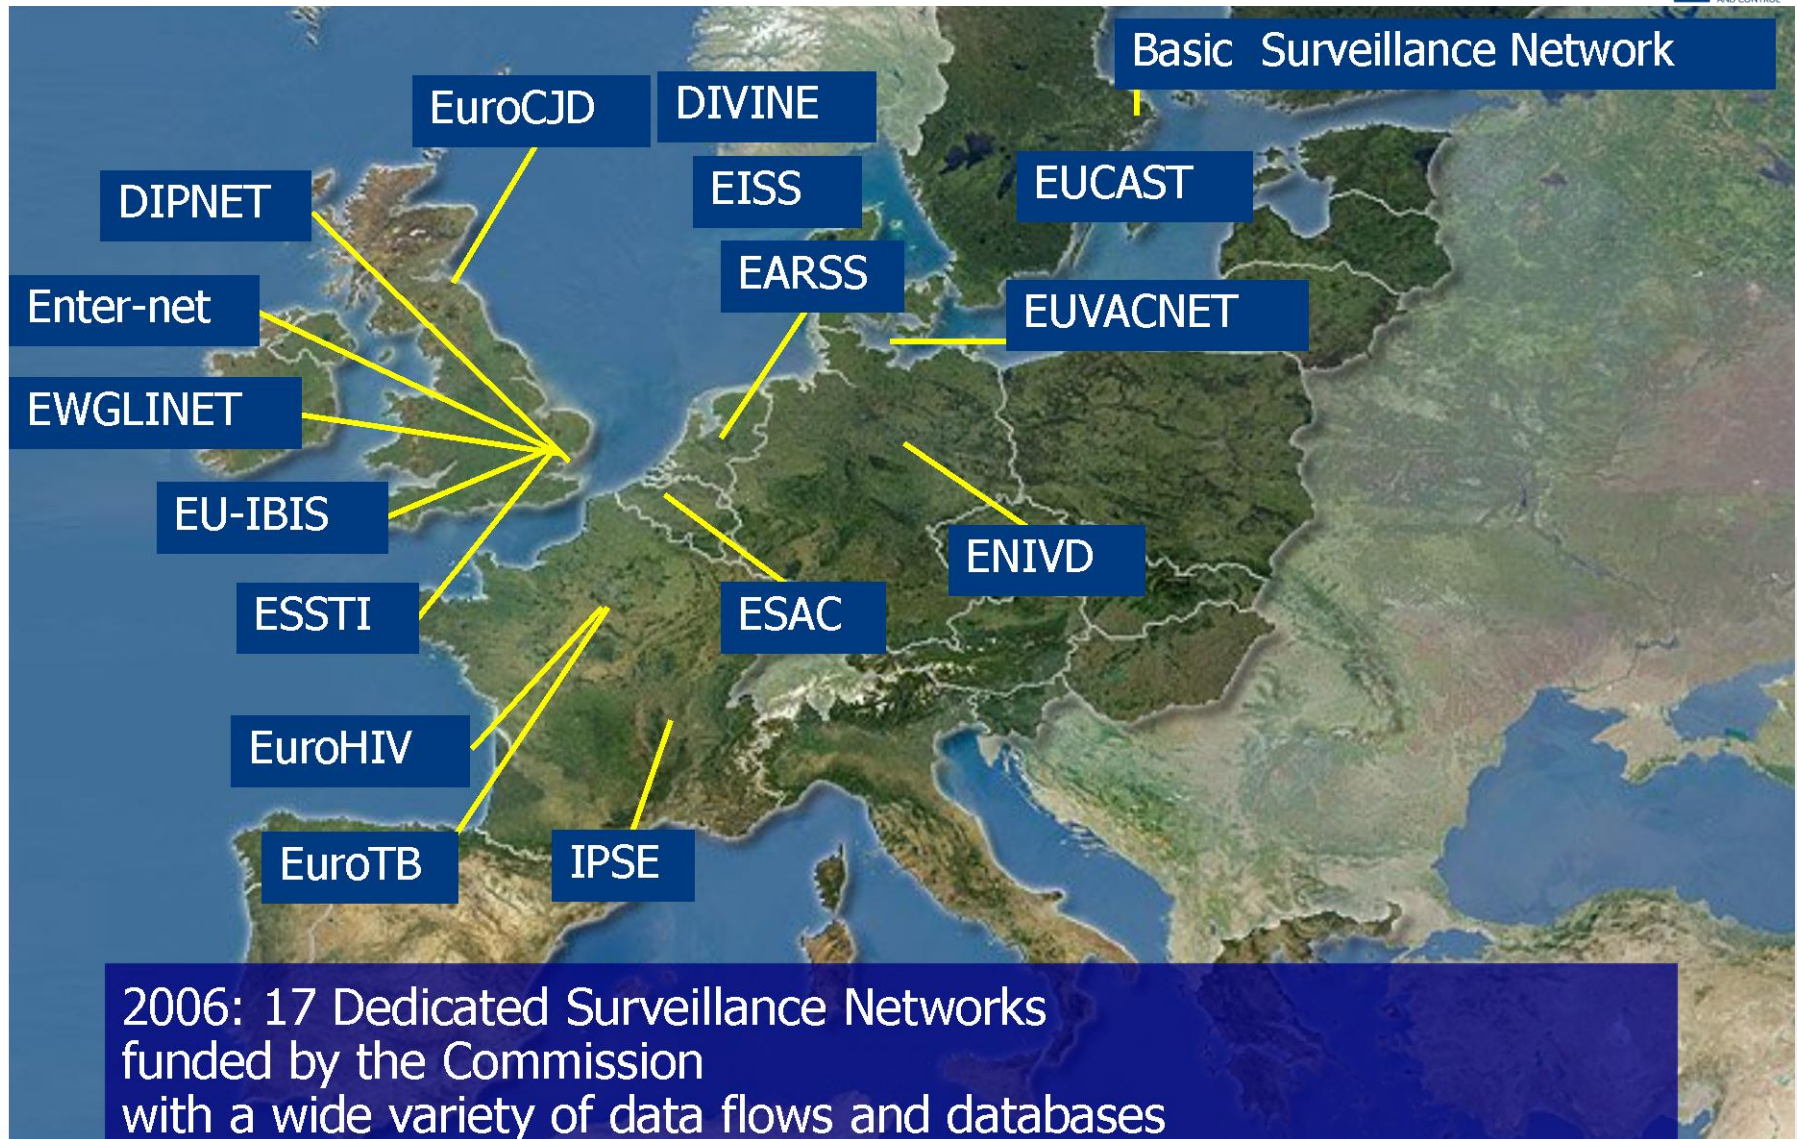 AND CONTROL
Basic Surveillance Network
EuroCJD
DIVINE
DIPNET
EISS
EUCAST
EARSS
Enter-net
EUVACNET
EWGLINET
EU-IBIS
ENIVD
ESSTI
ESAC
EuroHIV
EuroTB
IPSE
2006: 17 Dedicated Surveillance Networks
funded by the Commission
with a wide variety of data flows and databases